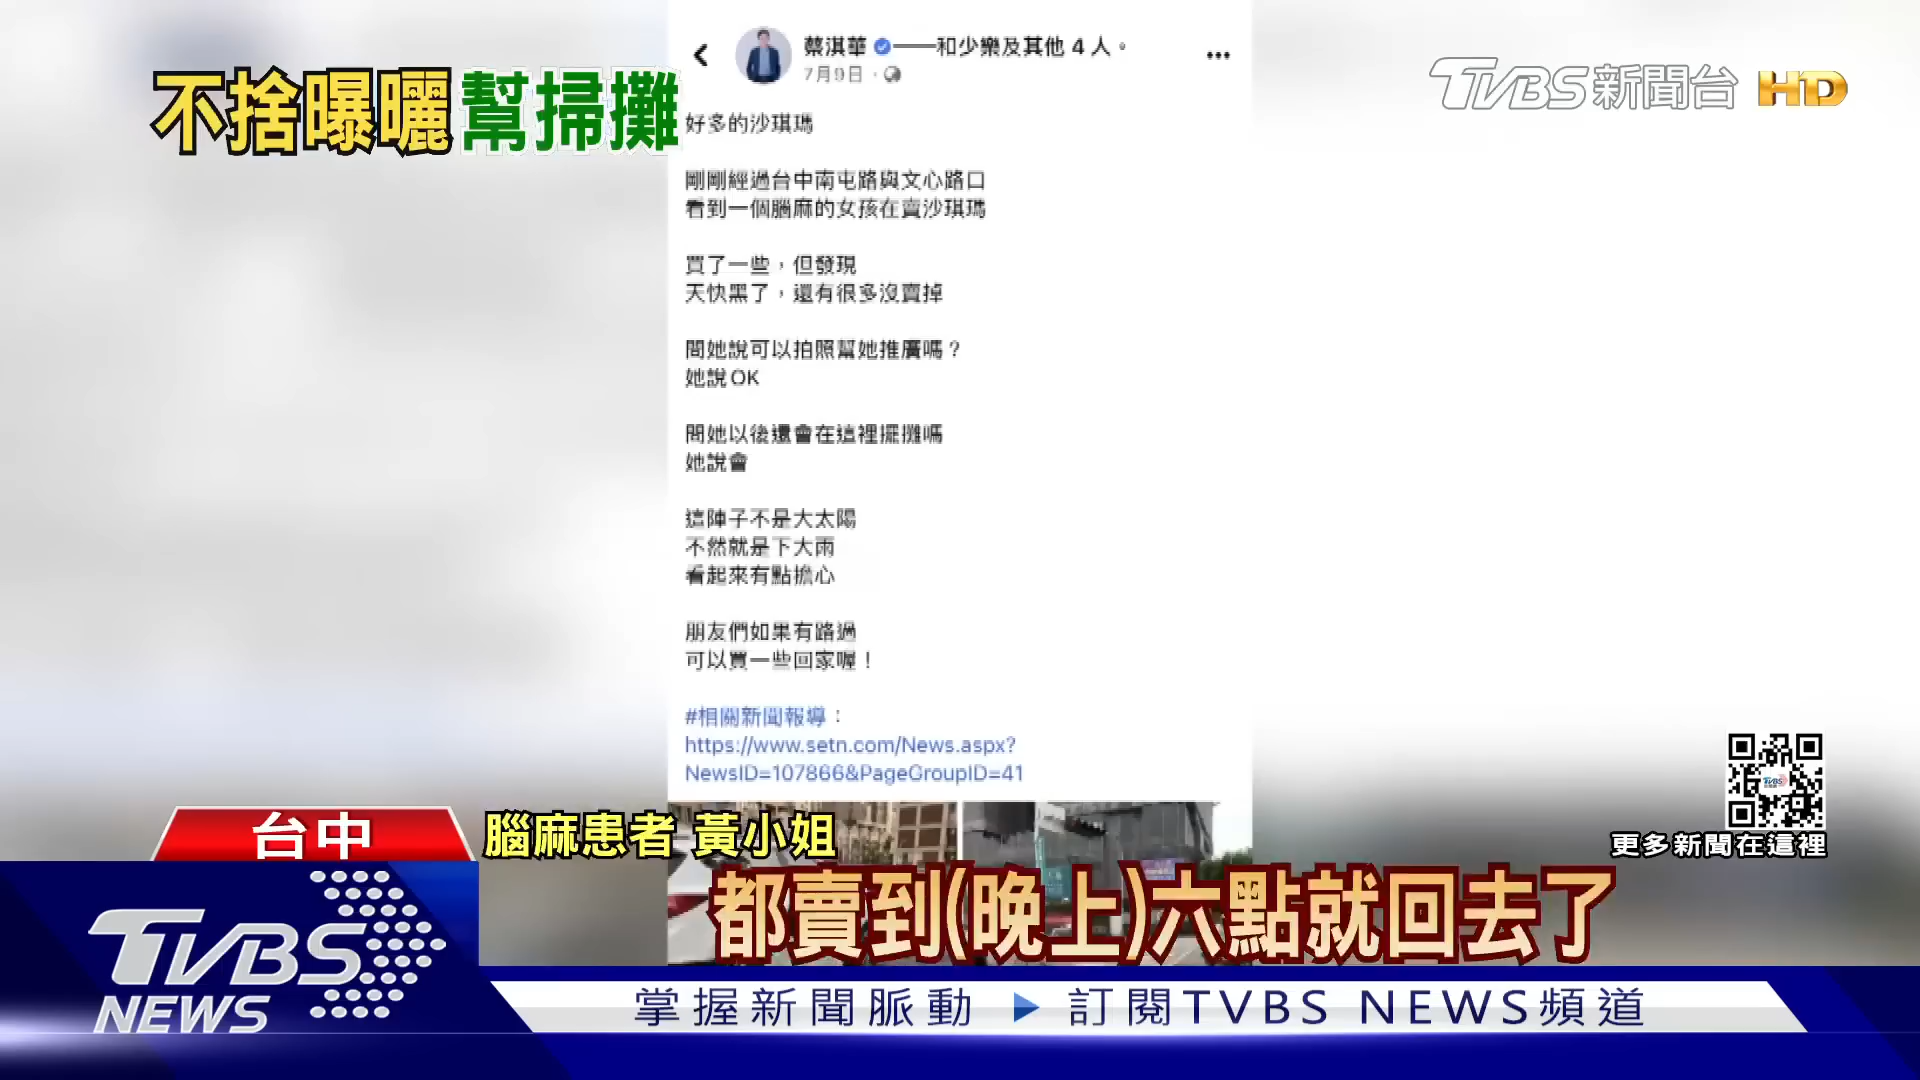 不捨曝曬幫掃攤
TVBS新聞台 HD
蔡淇華——和少樂及其他 4 人。
7月9日
好多的沙琪瑪
剛剛經過台中南屯路與文心路口
看到一個腦麻的女孩在賣沙琪瑪
買了一些，但發現
天快黑了，還有很多沒賣掉
問她說可以拍照幫她推廣嗎？
她說OK
問她以後還會在這裡擺攤嗎
她說會
這陣子不是大太陽
不然就是下大雨
看起來有點擔心
朋友們如果有路過
可以買一些回家喔！
#相關新聞報導：
https://www.setn.com/News.aspx?
NewsID=107866&PageGroupID=41
TVBS
更多新聞在這裡
台中
腦麻患者 黃小姐
都賣到(晚上)六點就回去了
TVBS
NEWS
掌握新聞脈動 ▶ 訂閱TVBS NEWS頻道